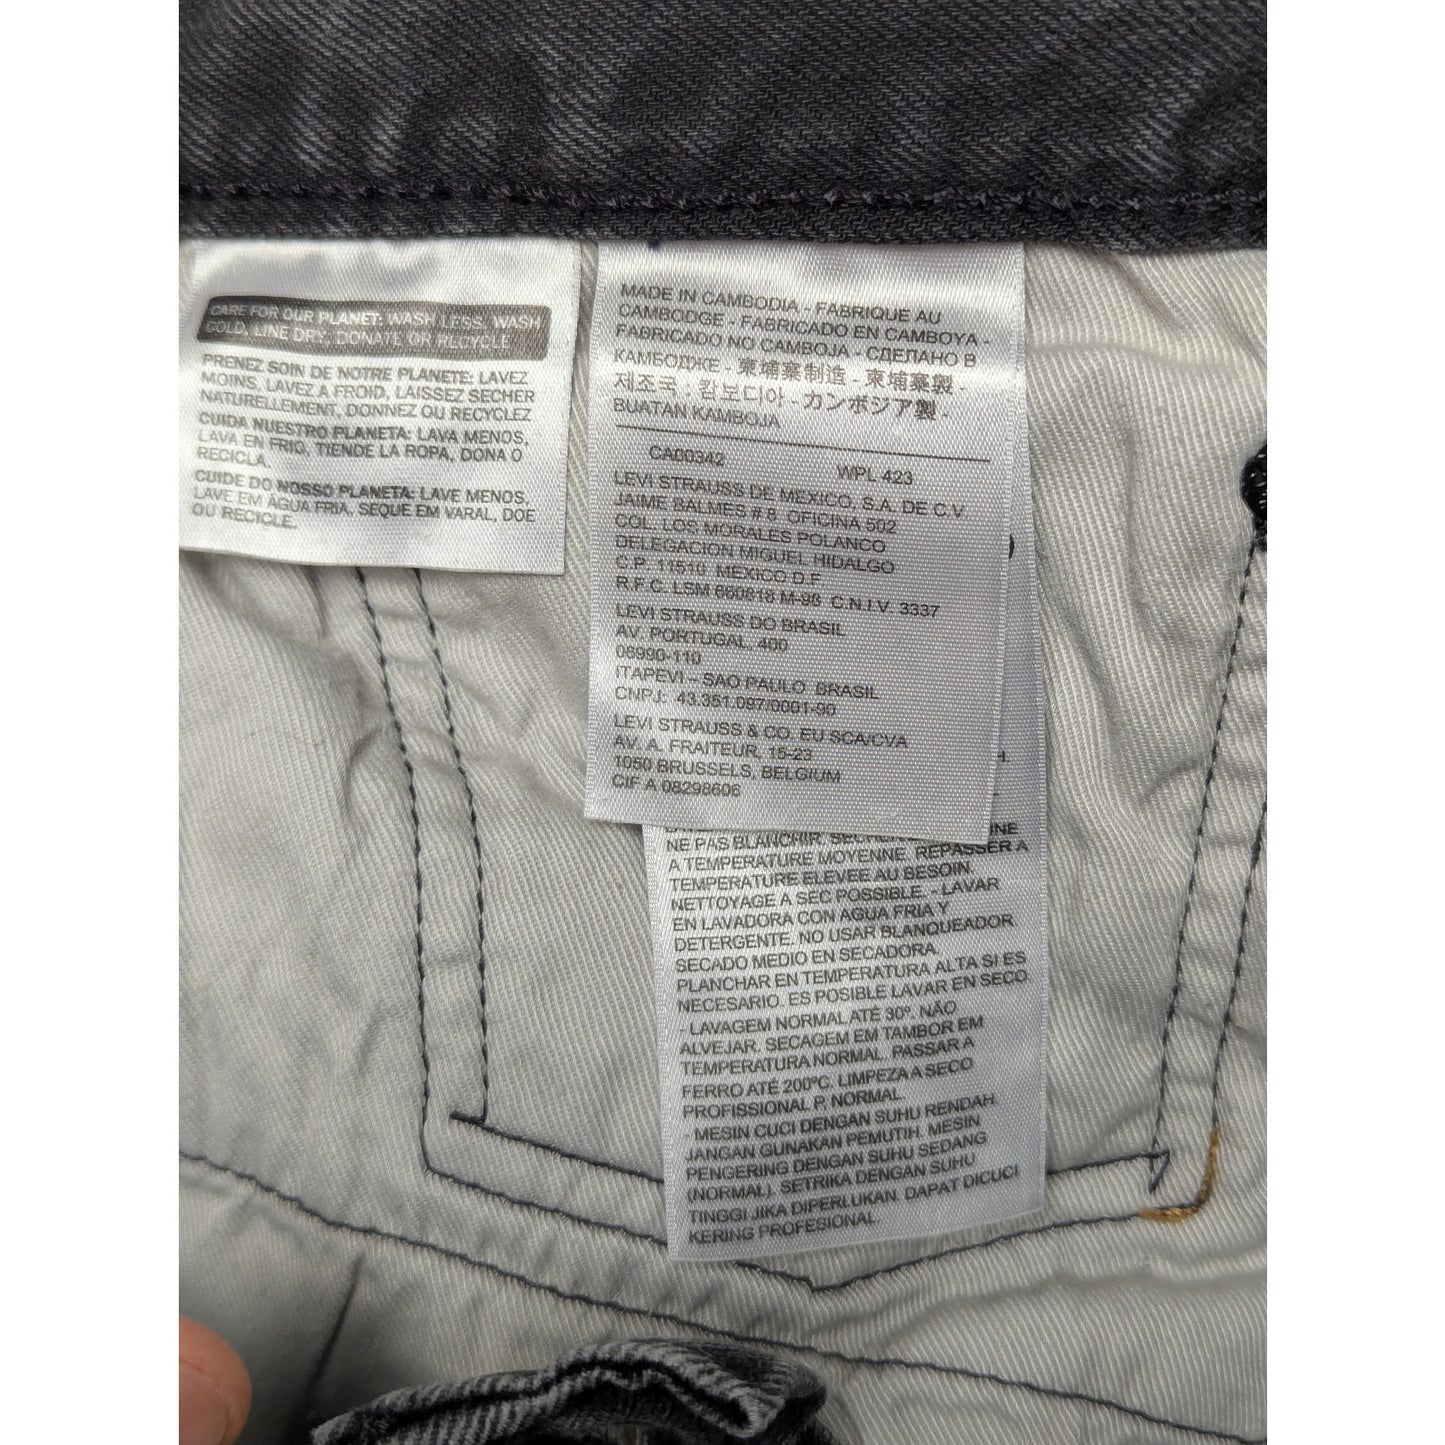 CARE FOR OUR PLANET: WASH LESS, WASH
COLD, LINE DRY, DONATE OR RECYCLE
PRENEZ SOIN DE NOTRE PLANETE: LAVEZ
MOINS, LAVEZ A FROID, LAISSEZ SECHER
NATURELLEMENT, DONNEZ OU RECYCLEZ
CUIDA NUESTRO PLANETA: LAVA MENOS,
LAVA EN FRIO, TIENDE LA ROPA, DONA O
RECICLA.
CUIDE DO NOSSO PLANETA: LAVE MENOS,
LAVE EM ÁGUA FRIA, SEQUE EM VARAL, DOE
OU RECICLE.
MADE IN CAMBODIA - FABRIQUE AU
CAMBODGE - FABRICADO EN CAMBOYA -
FABRICADO NO CAMBOJA - СДЕЛАНО В
КАМБОДЖЕ - 柬埔寨制造 - 柬埔寨製 -
제조국 : 캄보디아 - カンボジア製 -
BUATAN KAMBOJA
CA00342 WPL 423
LEVI STRAUSS DE MEXICO, S.A. DE C.V.
JAIME BALMES # 8 OFICINA 502
COL. LOS MORALES POLANCO
DELEGACION MIGUEL HIDALGO
C.P. 11510 MEXICO D.F
R.F.C. LSM 660818 M-98 C.N.I.V. 3337
LEVI STRAUSS DO BRASIL
AV. PORTUGAL, 400
06990-110
ITAPEVI – SAO PAULO BRASIL
CNPJ: 43.351.097/0001-90
LEVI STRAUSS & CO. EU SCA/CVA
AV. A. FRAITEUR, 15-23
1050 BRUSSELS, BELGIUM
CIF A 08298606
H.
NE PAS BLANCHIR. INE
A TEMPERATURE MOYENNE. REPASSER A
TEMPERATURE ELEVEE AU BESOIN.
NETTOYAGE A SEC POSSIBLE. - LAVAR
EN LAVADORA CON AGUA FRIA Y
DETERGENTE. NO USAR BLANQUEADOR
SECADO MEDIO EN SECADORA.
PLANCHAR EN TEMPERATURA ALTA SI ES
NECESARIO. ES POSIBLE LAVAR EN SECO
- LAVAGEM NORMAL ATÉ 30º. NÃO
ALVEJAR. SECAGEM EM TAMBOR EM
TEMPERATURA NORMAL. PASSAR A
FERRO ATÉ 200ºC. LIMPEZA A SECO
PROFISSIONAL P, NORMAL.
- MESIN CUCI DENGAN SUHU RENDAH.
JANGAN GUNAKAN PEMUTIH. MESIN
PENGERING DENGAN SUHU SEDANG
(NORMAL). SETRIKA DENGAN SUHU
TINGGI JIKA DIPERLUKAN. DAPAT DICUCI
KERING PROFESIONAL.